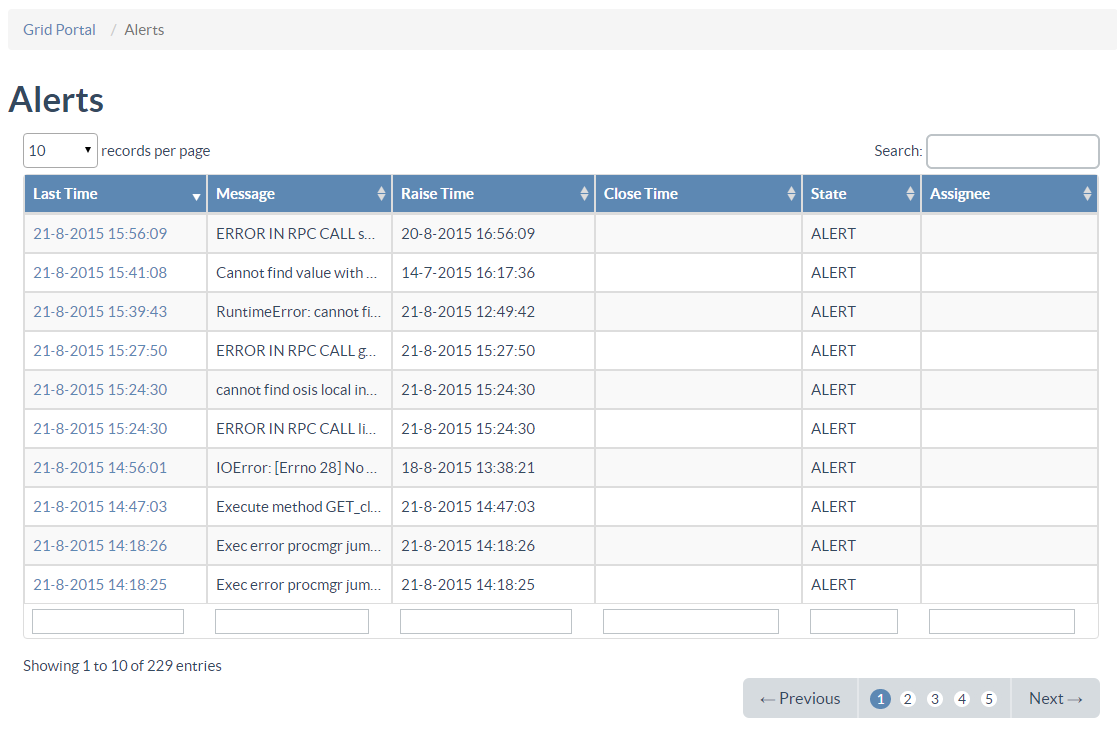 Grid Portal / Alerts
Alerts
10 records per page Search:
Last Time Message Raise Time Close Time State Assignee
21-8-2015 15:56:09 ERROR IN RPC CALL s... 20-8-2015 16:56:09 ALERT
21-8-2015 15:41:08 Cannot find value with ... 14-7-2015 16:17:36 ALERT
21-8-2015 15:39:43 RuntimeError: cannot fi... 21-8-2015 12:49:42 ALERT
21-8-2015 15:27:50 ERROR IN RPC CALL g... 21-8-2015 15:27:50 ALERT
21-8-2015 15:24:30 cannot find osis local in... 21-8-2015 15:24:30 ALERT
21-8-2015 15:24:30 ERROR IN RPC CALL li... 21-8-2015 15:24:30 ALERT
21-8-2015 14:56:01 IOError: [Errno 28] No ... 18-8-2015 13:38:21 ALERT
21-8-2015 14:47:03 Execute method GET_cl... 21-8-2015 14:47:03 ALERT
21-8-2015 14:18:26 Exec error procmgr jum... 21-8-2015 14:18:26 ALERT
21-8-2015 14:18:25 Exec error procmgr jum... 21-8-2015 14:18:25 ALERT
Showing 1 to 10 of 229 entries
← Previous 1 2 3 4 5 Next →